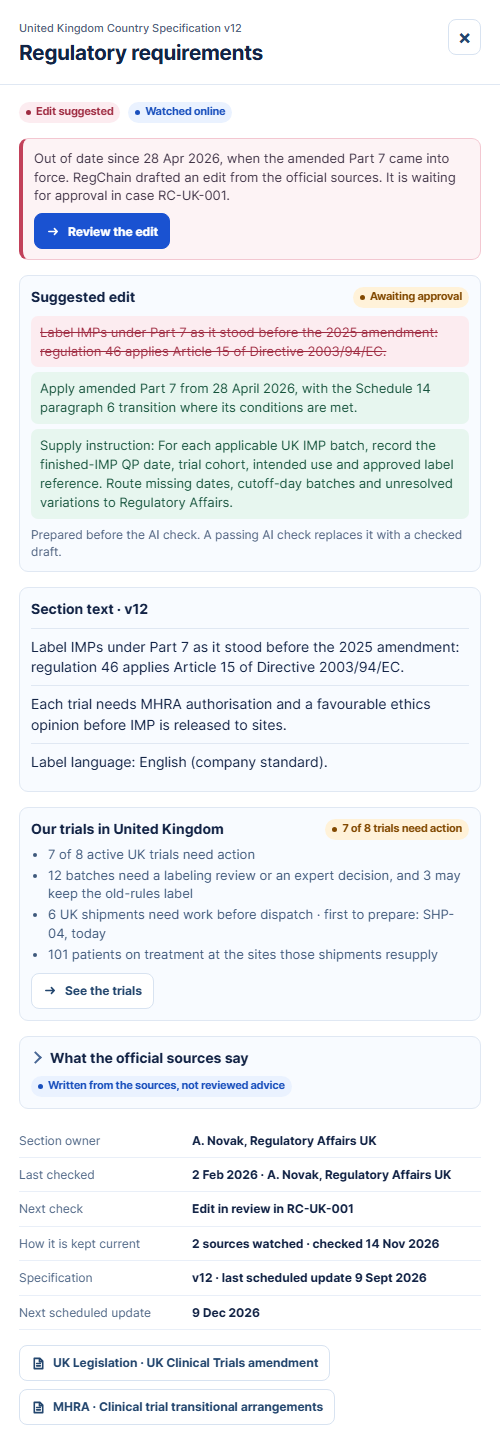 United Kingdom Country Specification v12
Regulatory requirements
Edit suggested
Watched online
Out of date since 28 Apr 2026, when the amended Part 7 came into
force. RegChain drafted an edit from the official sources. It is waiting
for approval in case RC-UK-001.
→ Review the edit
Suggested edit
Awaiting approval
Label IMPs under Part 7 as it stood before the 2025 amendment:
regulation 46 applies Article 15 of Directive 2003/94/EC.
Apply amended Part 7 from 28 April 2026, with the Schedule 14
paragraph 6 transition where its conditions are met.
Supply instruction: For each applicable UK IMP batch, record the
finished-IMP QP date, trial cohort, intended use and approved label
reference. Route missing dates, cutoff-day batches and unresolved
variations to Regulatory Affairs.
Prepared before the AI check. A passing AI check replaces it with a checked
draft.
Section text · v12
Label IMPs under Part 7 as it stood before the 2025 amendment:
regulation 46 applies Article 15 of Directive 2003/94/EC.
Each trial needs MHRA authorisation and a favourable ethics
opinion before IMP is released to sites.
Label language: English (company standard).
Our trials in United Kingdom
7 of 8 trials need action
• 7 of 8 active UK trials need action
• 12 batches need a labeling review or an expert decision, and 3 may
keep the old-rules label
• 6 UK shipments need work before dispatch · first to prepare: SHP-
04, today
• 101 patients on treatment at the sites those shipments resupply
→ See the trials
What the official sources say
Written from the sources, not reviewed advice
Section owner A. Novak, Regulatory Affairs UK
Last checked 2 Feb 2026 · A. Novak, Regulatory Affairs UK
Next check Edit in review in RC-UK-001
How it is kept current 2 sources watched · checked 14 Nov 2026
Specification v12 · last scheduled update 9 Sept 2026
Next scheduled update 9 Dec 2026
UK Legislation · UK Clinical Trials amendment
MHRA · Clinical trial transitional arrangements